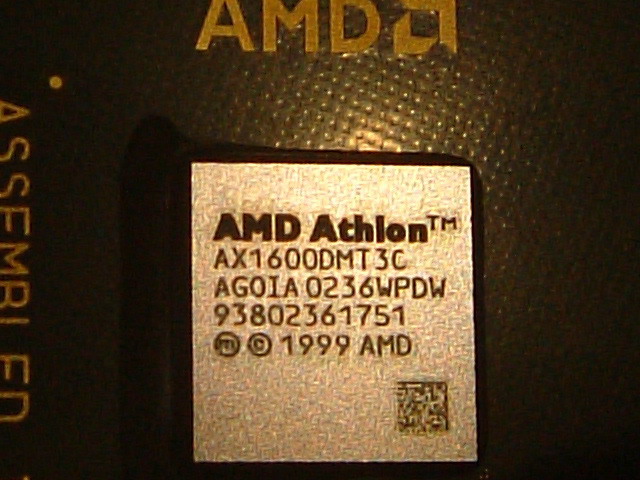 AMD
ASSEMBLED
AMD Athlon™
AX1600DMT3C
AGOIA 0236WPDW
93802361751
ⓜ © 1999 AMD